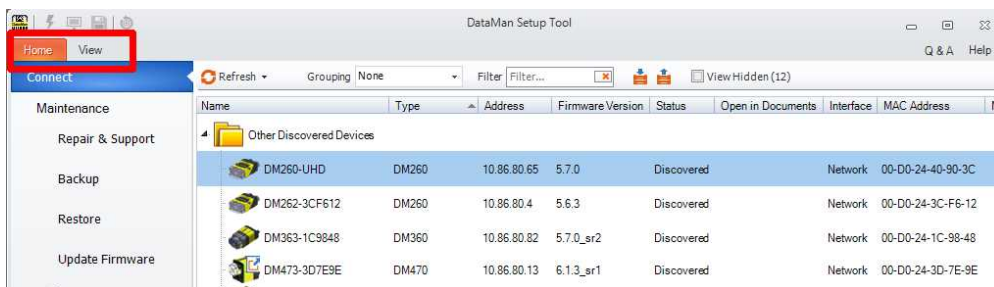 DataMan Setup Tool
Home View Q & A Help
Connect Refresh Grouping None Filter Filter... View Hidden (12)
Maintenance Name Type Address Firmware Version Status Open in Documents Interface MAC Address
Repair & Support Other Discovered Devices
DM260-UHD DM260 10.86.80.65 5.7.0 Discovered Network 00-D0-24-40-90-3C
Backup
DM262-3CF612 DM260 10.86.80.4 5.6.3 Discovered Network 00-D0-24-3C-F6-12
Restore
DM363-1C9848 DM360 10.86.80.82 5.7.0_sr2 Discovered Network 00-D0-24-1C-98-48
Update Firmware
DM473-3D7E9E DM470 10.86.80.13 6.1.3_sr1 Discovered Network 00-D0-24-3D-7E-9E